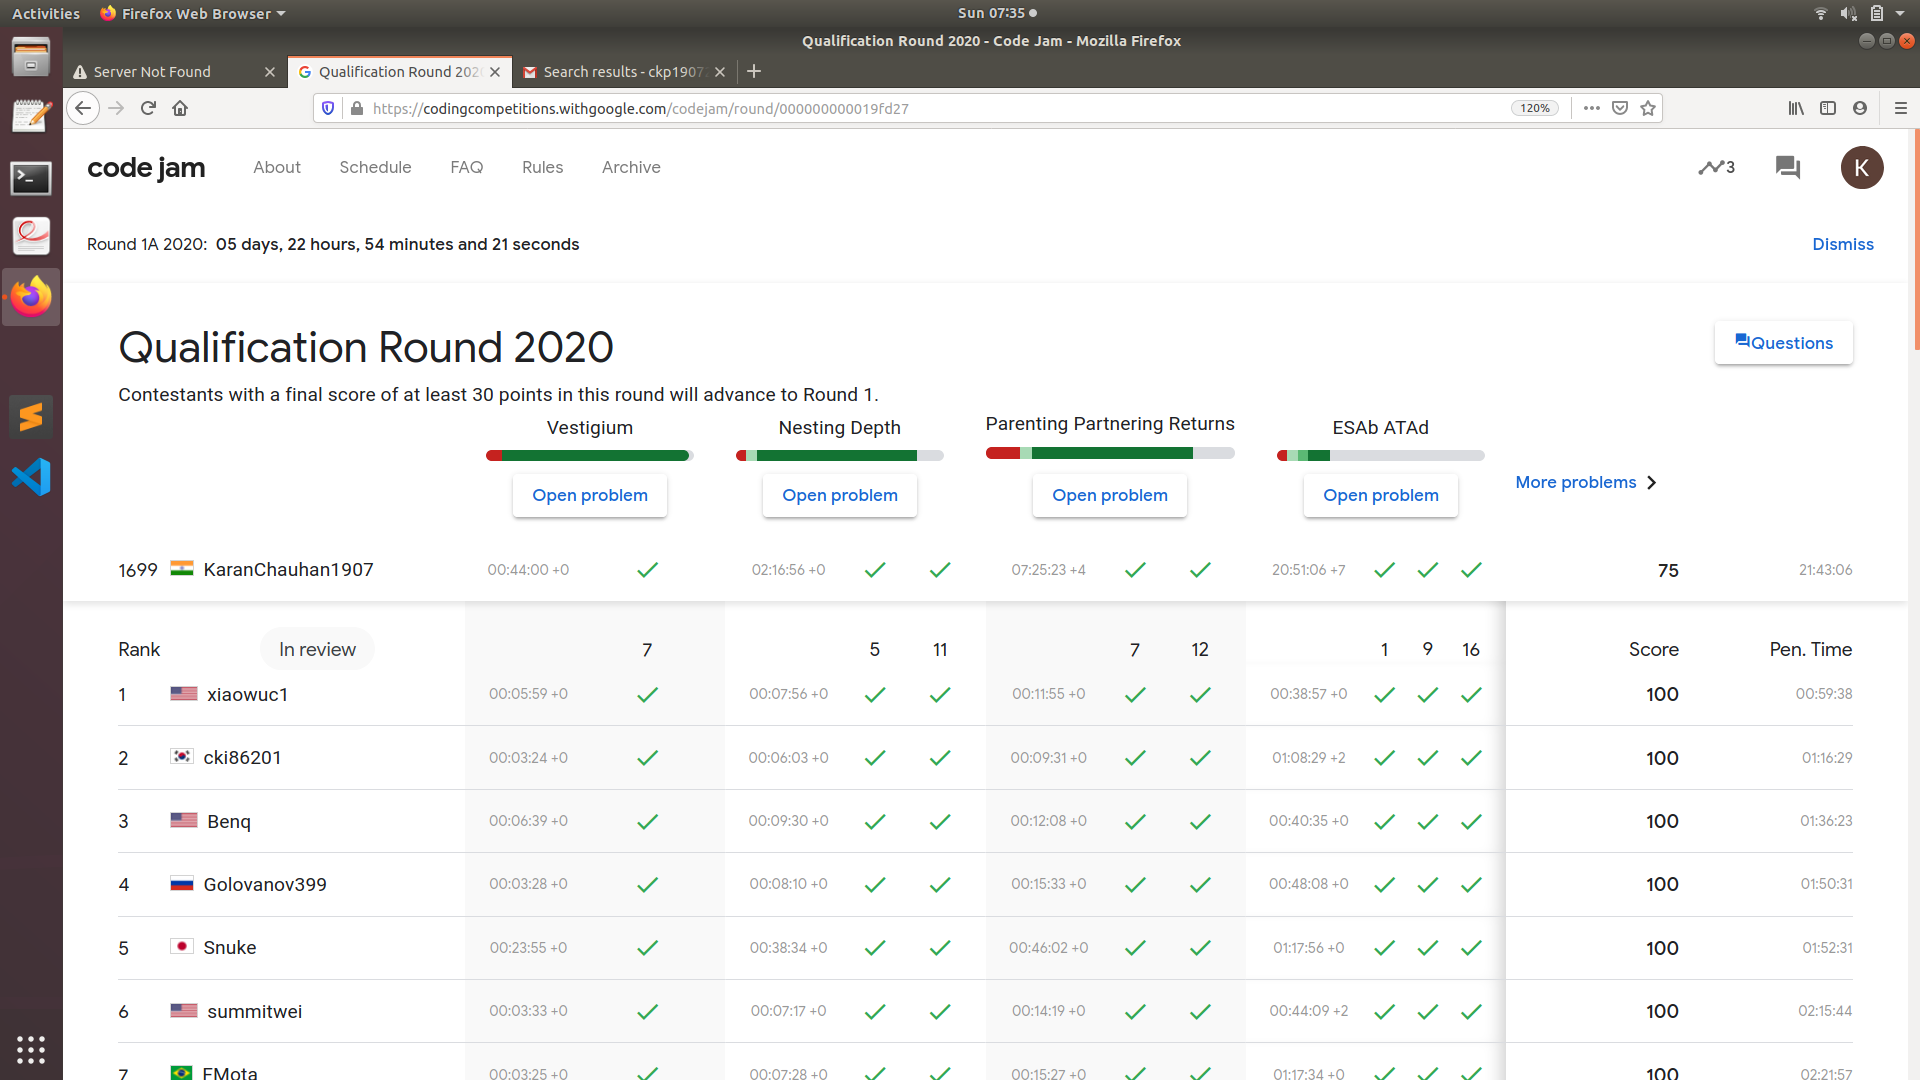 Activities Firefox Web Browser Sun 07:35
Qualification Round 2020 - Code Jam - Mozilla Firefox
Server Not Found Qualification Round 202 Search results - ckp1907
https://codingcompetitions.withgoogle.com/codejam/round/000000000019fd27 120%
code jam About Schedule FAQ Rules Archive 3 K
Round 1A 2020: 05 days, 22 hours, 54 minutes and 21 seconds Dismiss
Qualification Round 2020 Questions
Contestants with a final score of at least 30 points in this round will advance to Round 1.
Vestigium Nesting Depth Parenting Partnering Returns ESAb ATAd
Open problem Open problem Open problem Open problem More problems
1699 KaranChauhan1907 00:44:00 +0 02:16:56 +0 07:25:23 +4 20:51:06 +7 75 21:43:06
Rank In review 7 5 11 7 12 1 9 16 Score Pen. Time
1 xiaowuc1 00:05:59 +0 00:07:56 +0 00:11:55 +0 00:38:57 +0 100 00:59:38
2 cki86201 00:03:24 +0 00:06:03 +0 00:09:31 +0 01:08:29 +2 100 01:16:29
3 Benq 00:06:39 +0 00:09:30 +0 00:12:08 +0 00:40:35 +0 100 01:36:23
4 Golovanov399 00:03:28 +0 00:08:10 +0 00:15:33 +0 00:48:08 +0 100 01:50:31
5 Snuke 00:23:55 +0 00:38:34 +0 00:46:02 +0 01:17:56 +0 100 01:52:31
6 summitwei 00:03:33 +0 00:07:17 +0 00:14:19 +0 00:44:09 +2 100 02:15:44
7 FMota 00:03:25 +0 00:07:28 +0 00:15:27 +0 01:17:34 +0 100 02:21:57